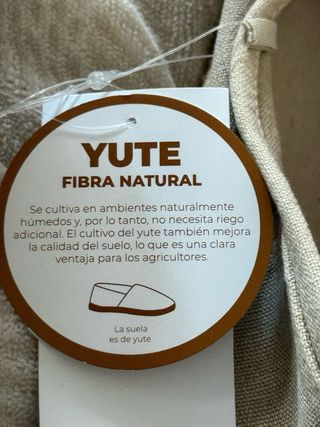 YUTE
FIBRA NATURAL
Se cultiva en ambientes naturalmente
húmedos y, por lo tanto, no necesita riego
adicional. El cultivo del yute también mejora
la calidad del suelo, lo que es una clara
ventaja para los agricultores.
La suela
es de yute.